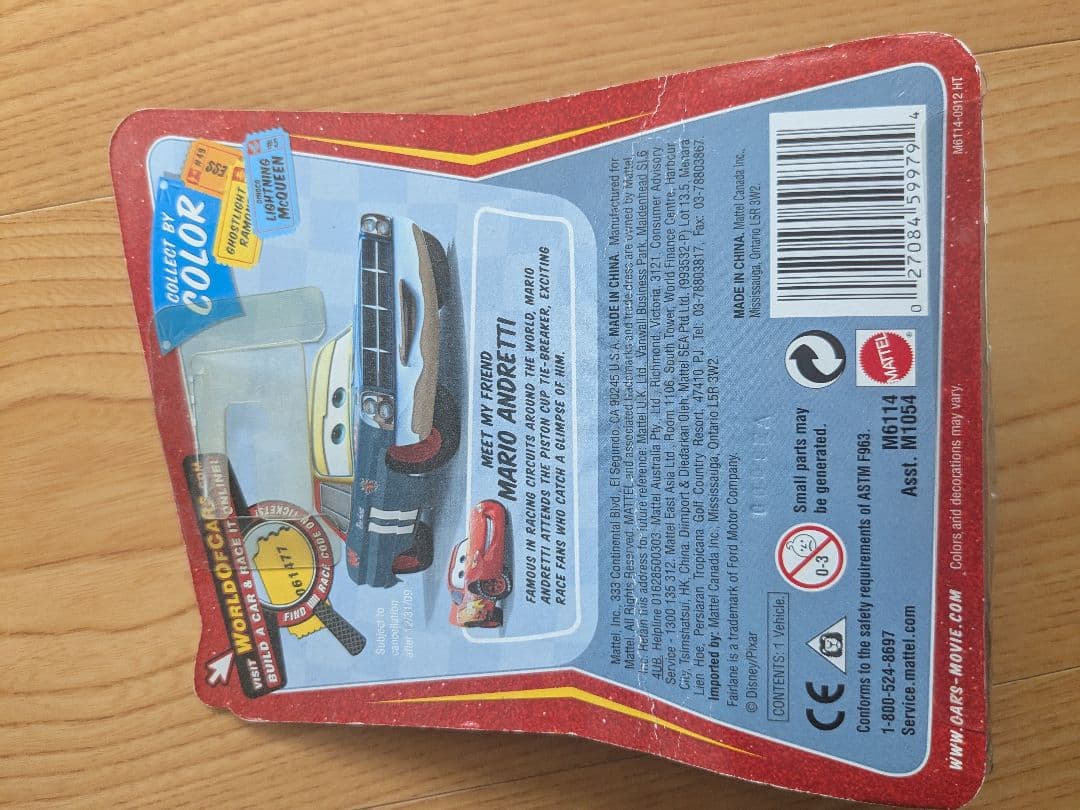 VISIT WORLDOFCARS.COM
BUILD A CAR & RACE IT ONLINE!
061477
FIND RACE CODE ON TICKETS!
COLLECT BY
COLOR
#49
GHOSTLIGHT
RAMONE
DINOCO
LIGHTNING
McQUEEN
Subject to
cancellation
after 12/31/09
MEET MY FRIEND
MARIO ANDRETTI
FAMOUS IN RACING CIRCUITS AROUND THE WORLD, MARIO
ANDRETTI ATTENDS THE PISTON CUP TIE-BREAKER, EXCITING
RACE FANS WHO CATCH A GLIMPSE OF HIM.
Mattel, Inc., 333 Continental Blvd., El Segundo, CA 90245 U.S.A. MADE IN CHINA. Manufactured for
Mattel. All Rights Reserved. MATTEL and associated trademarks and trade dress are owned by Mattel,
Inc. Retain this address for future reference: Mattel U.K. Ltd., Vanwall Business Park, Maidenhead SL6
4UB. Helpline 01628500303. Mattel Australia Pty., Ltd., Richmond, Victoria. 3121. Consumer Advisory
Service - 1300 135 312. Mattel East Asia Ltd., Room 1106, South Tower, World Finance Centre, Harbour
City, Tsimshatsui, HK, China. Diimport & Diedarkan Oleh: Mattel SEA Ptd Ltd. (993532-P) Lot 13.5, Menara
Lien Hoe, Persiaran Tropicana Golf Country Resort, 47410 PJ. Tel: 03-78803817, Fax: 03-78803867.
Imported by: Mattel Canada Inc., Mississauga, Ontario L5R 3W2.
Fairlane is a trademark of Ford Motor Company.
© Disney/Pixar
MADE IN CHINA. Mattel Canada Inc.,
Mississauga, Ontario L5R 3W2.
CONTENTS: 1 Vehicle.
CE
0-3
Small parts may
be generated.
MATTEL
0 27084 59979 4
Conforms to the safety requirements of ASTM F963.
1-800-524-8697
Service.mattel.com
M6114
Asst. M1054
WWW.CARS-MOVIE.COM
Colors and decorations may vary.
M6114-0912 HT